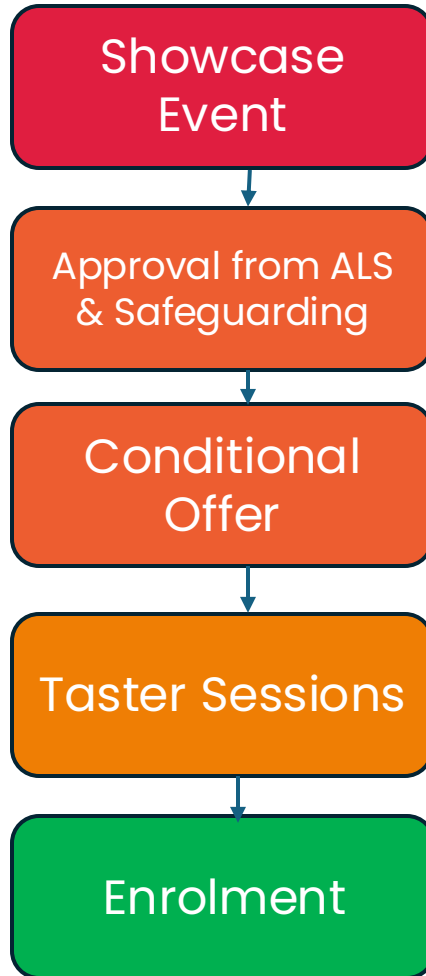 Showcase
Event
Approval from ALS
& Safeguarding
Conditional
Offer
Taster Sessions
Enrolment